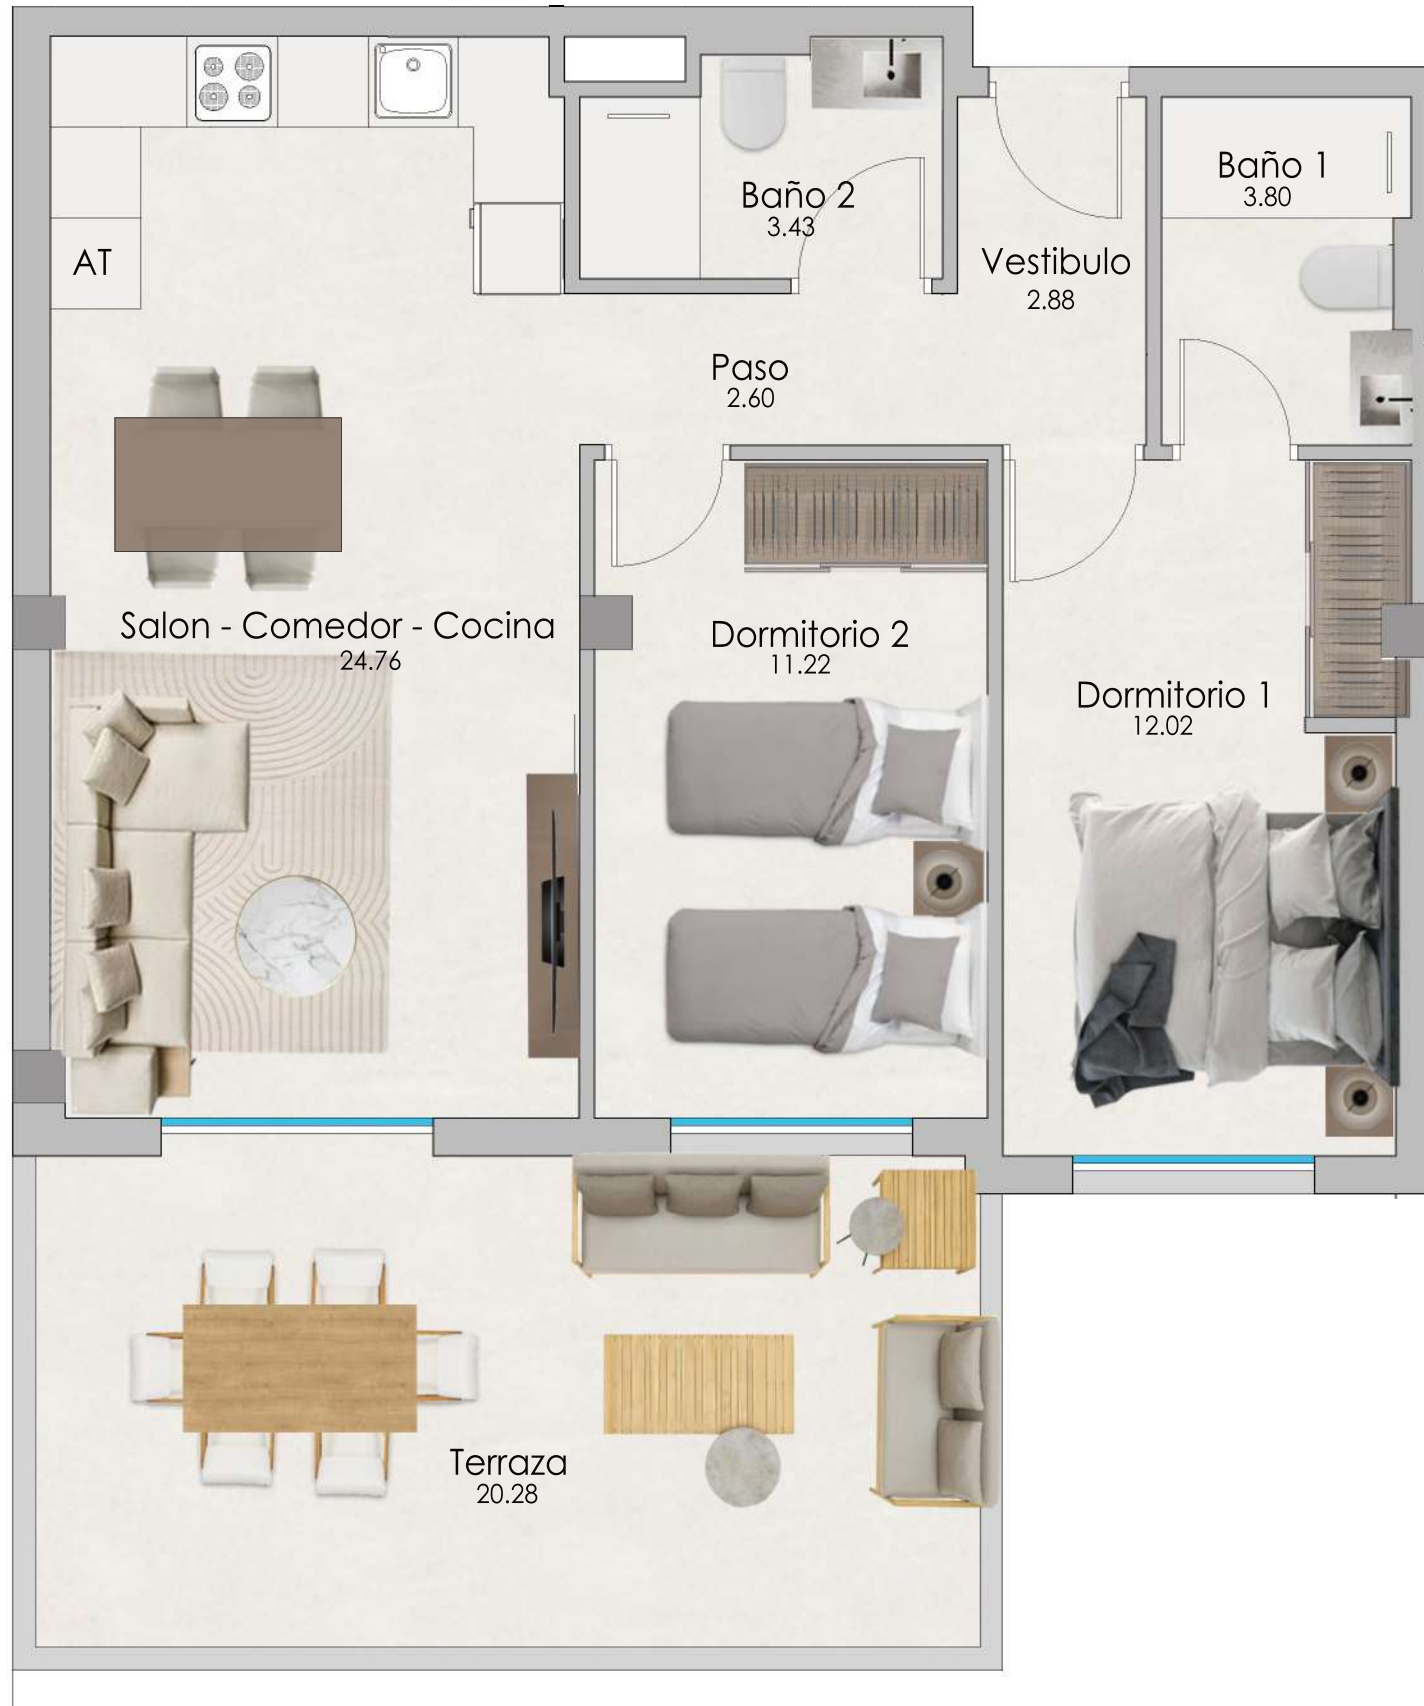 Baño 1
3.80
Baño 2
3.43
AT
Vestibulo
2.88
Paso
2.60
Salon - Comedor - Cocina
24.76
Dormitorio 2
11.22
Dormitorio 1
12.02
Terraza
20.28